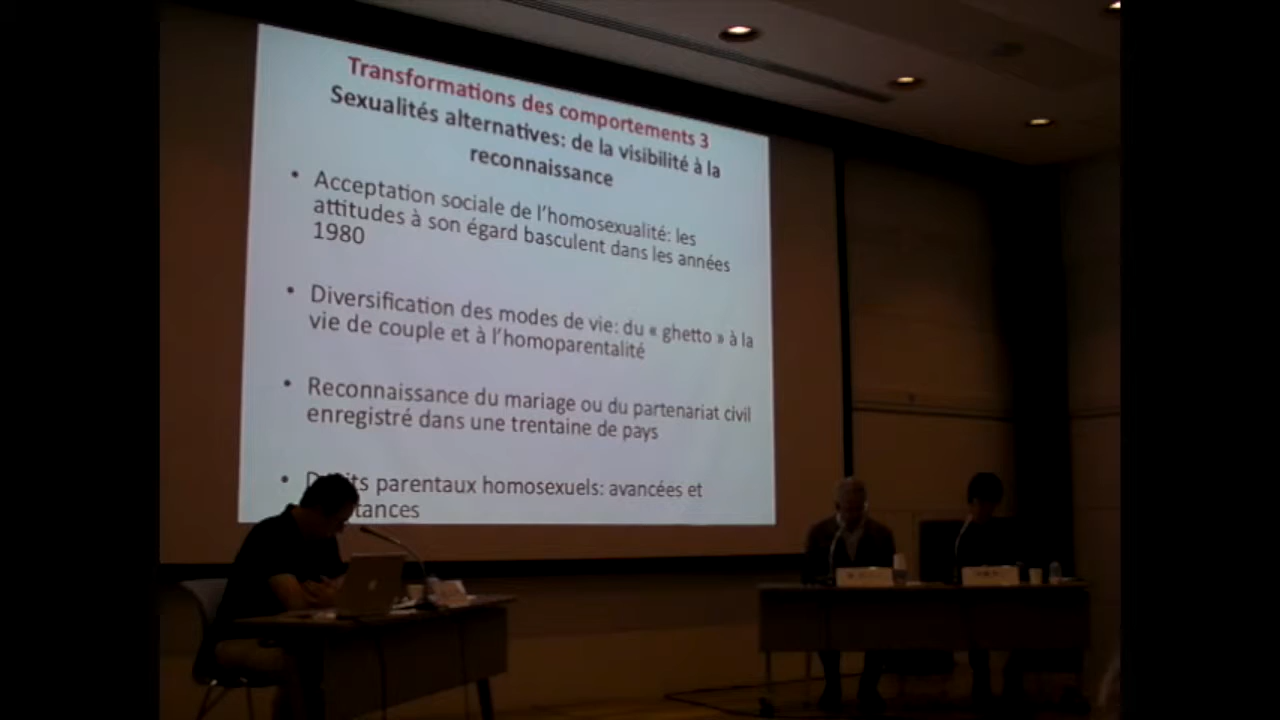 Transformations des comportements 3
Sexualités alternatives: de la visibilité à la
reconnaissance
• Acceptation sociale de l'homosexualité: les
attitudes à son égard basculent dans les années
1980
• Diversification des modes de vie: du « ghetto » à la
vie de couple et à l'homoparentalité
• Reconnaissance du mariage ou du partenariat civil
enregistré dans une trentaine de pays
• parentaux homosexuels: avancées et